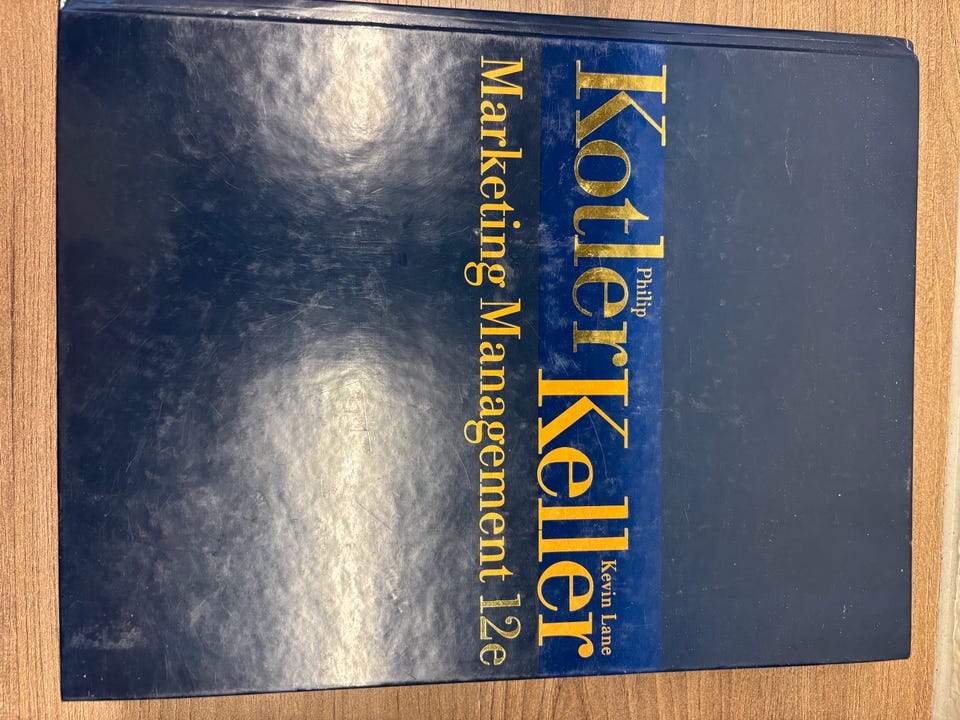 Philip
Kotler
Kevin Lane
Keller
Marketing Management 12e